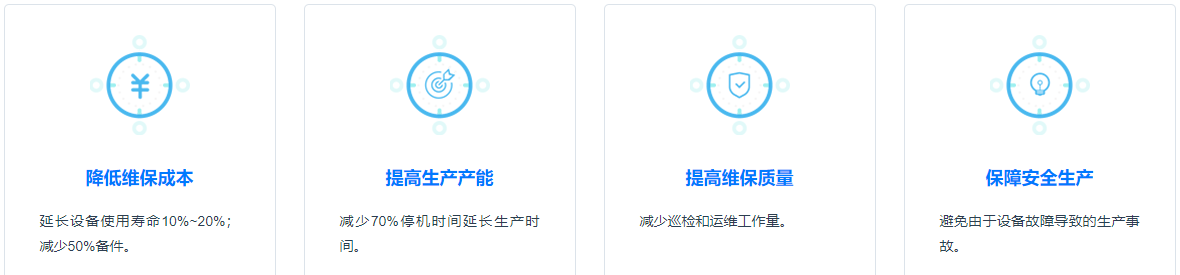 降低维保成本
延长设备使用寿命10%~20%；
减少50%备件。
提高生产产能
减少70%停机时间延长生产时
间。
提高维保质量
减少巡检和运维工作量。
保障安全生产
避免由于设备故障导致的生产事
故。